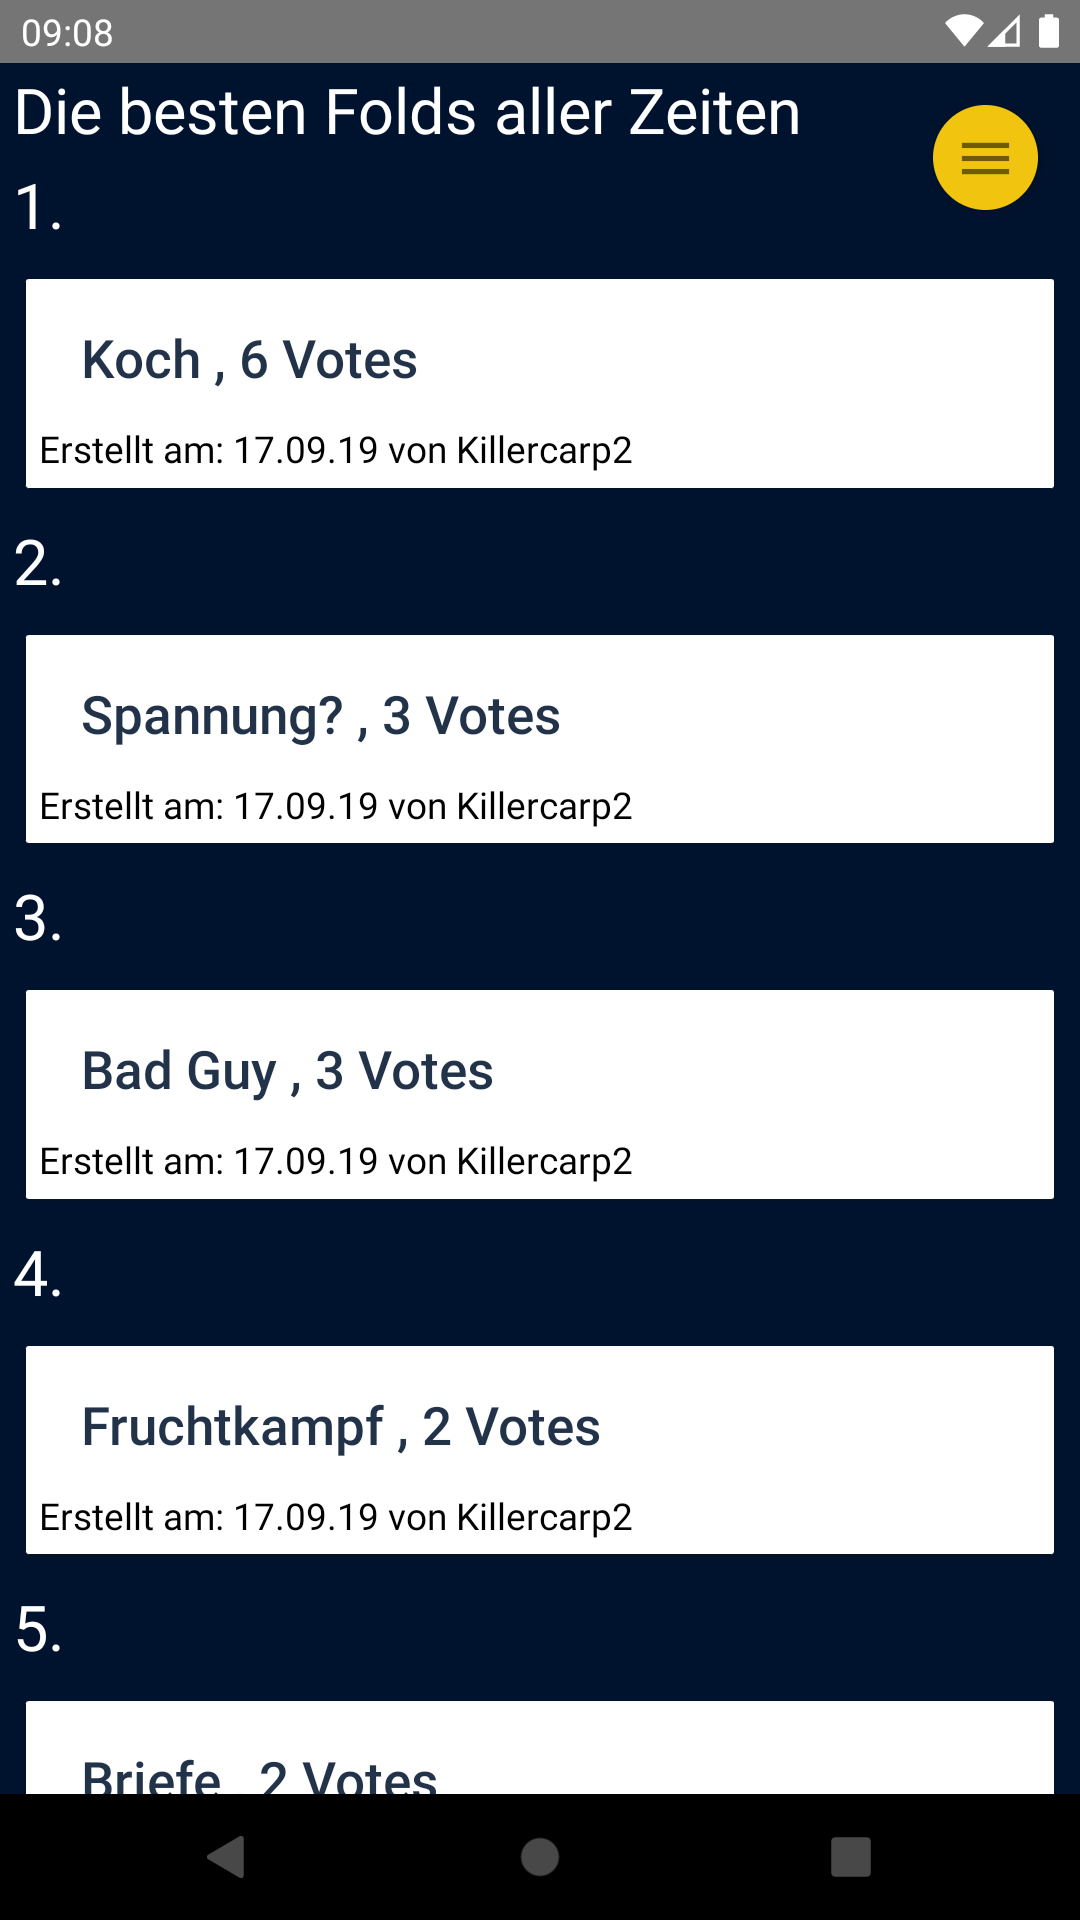 09:08
Die besten Folds aller Zeiten
1.
Koch , 6 Votes
Erstellt am: 17.09.19 von Killercarp2
2.
Spannung? , 3 Votes
Erstellt am: 17.09.19 von Killercarp2
3.
Bad Guy , 3 Votes
Erstellt am: 17.09.19 von Killercarp2
4.
Fruchtkampf , 2 Votes
Erstellt am: 17.09.19 von Killercarp2
5.
Briefe , 2 Votes